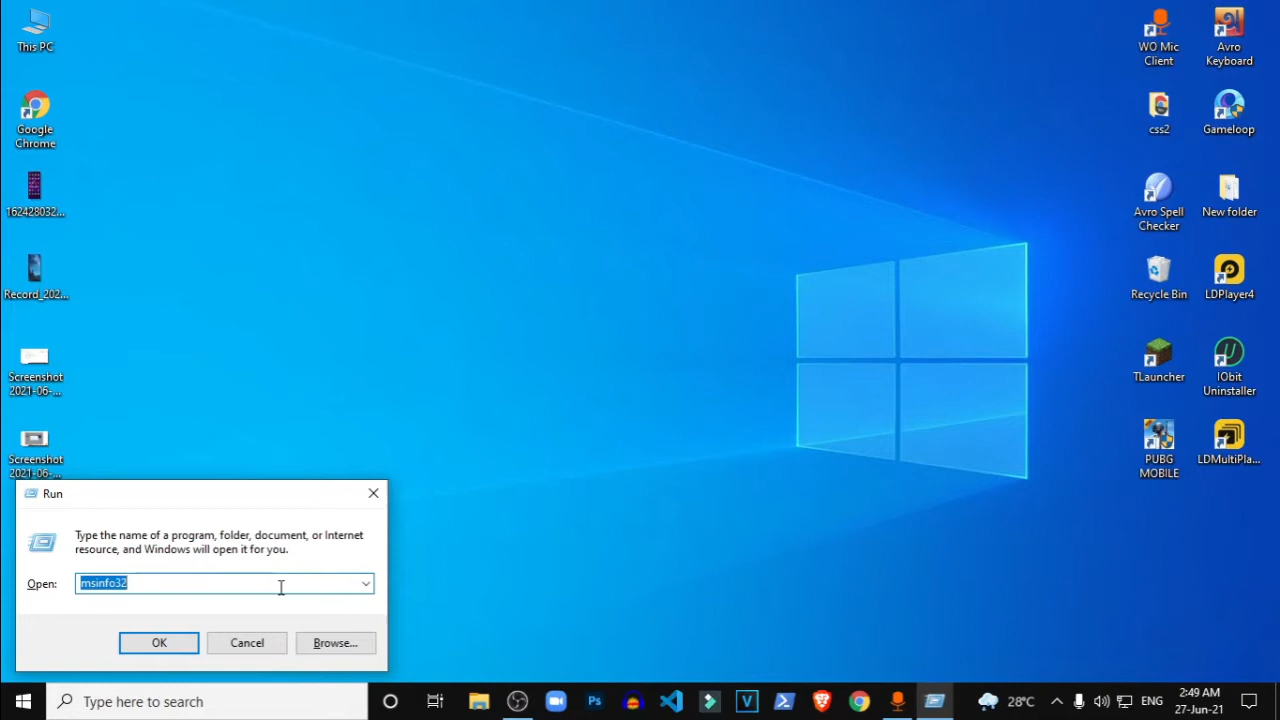 This PC
Google
Chrome
162428032...
Record_202...
Screenshot
2021-06-...
Screenshot
2021-06-...
WO Mic
Client
Avro
Keyboard
css2
Gameloop
Avro Spell
Checker
New folder
Recycle Bin
LDPlayer4
TLauncher
IObit
Uninstaller
PUBG
MOBILE
LDMultiPla...
Run
Type the name of a program, folder, document, or Internet
resource, and Windows will open it for you.
Open:
msinfo32
OK
Cancel
Browse...
Type here to search
Ps
V
28°C
ENG
2:49 AM
27-Jun-21